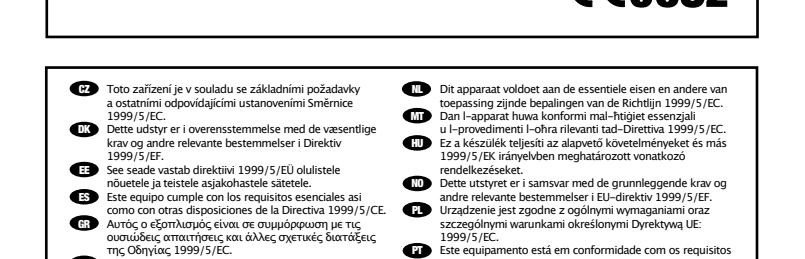 CZ Toto zařízení je v souladu se základními požadavky
a ostatními odpovídajícími ustanoveními Směrnice
1999/5/EC.
DK Dette udstyr er i overensstemmelse med de væsentlige
krav og andre relevante bestemmelser i Direktiv
1999/5/EF.
EE See seade vastab direktiivi 1999/5/EÜ olulistele
nõuetele ja teistele asjakohastele sätetele.
ES Este equipo cumple con los requisitos esenciales asi
como con otras disposiciones de la Directiva 1999/5/CE.
GR Αυτός ο εξοπλισμός είναι σε συμμόρφωση με τις
ουσιώδεις απαιτήσεις και άλλες σχετικές διατάξεις
της Οδηγίας 1999/5/EC.
NL Dit apparaat voldoet aan de essentiele eisen en andere van
toepassing zijnde bepalingen van de Richtlijn 1999/5/EC.
MT Dan l-apparat huwa konformi mal-ħtiġiet essenzjali
u l-provedimenti l-oħra rilevanti tad-Direttiva 1999/5/EC.
HU Ez a készülék teljesíti az alapvető követelményeket és más
1999/5/EK irányelvben meghatározott vonatkozó
rendelkezéseket.
NO Dette utstyret er i samsvar med de grunnleggende krav og
andre relevante bestemmelser i EU-direktiv 1999/5/EF.
PL Urządzenie jest zgodne z ogólnymi wymaganiami oraz
szczególnymi warunkami określonymi Dyrektywą UE:
1999/5/EC.
PT Este equipamento está em conformidade com os requisitos